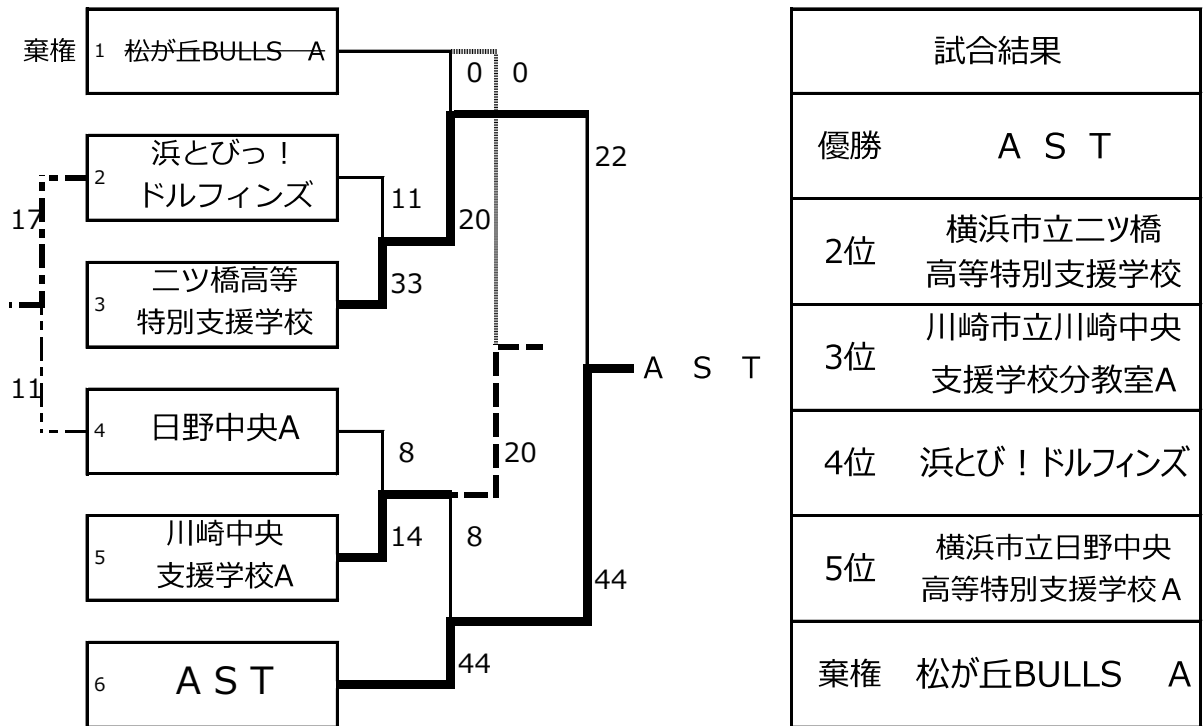 棄権 1 松が丘BULLS A
0 0
2 浜とびっ！
ドルフィンズ
17
11
20
22
3 二ツ橋高等
特別支援学校
33
11
4 日野中央A
8
20
5 川崎中央
支援学校A
14
8
44
6 AST
44
A S T
試合結果
優勝 A S T
2位 横浜市立二ツ橋
高等特別支援学校
3位 川崎市立川崎中央
支援学校分教室A
4位 浜とび！ドルフィンズ
5位 横浜市立日野中央
高等特別支援学校A
棄権 松が丘BULLS A